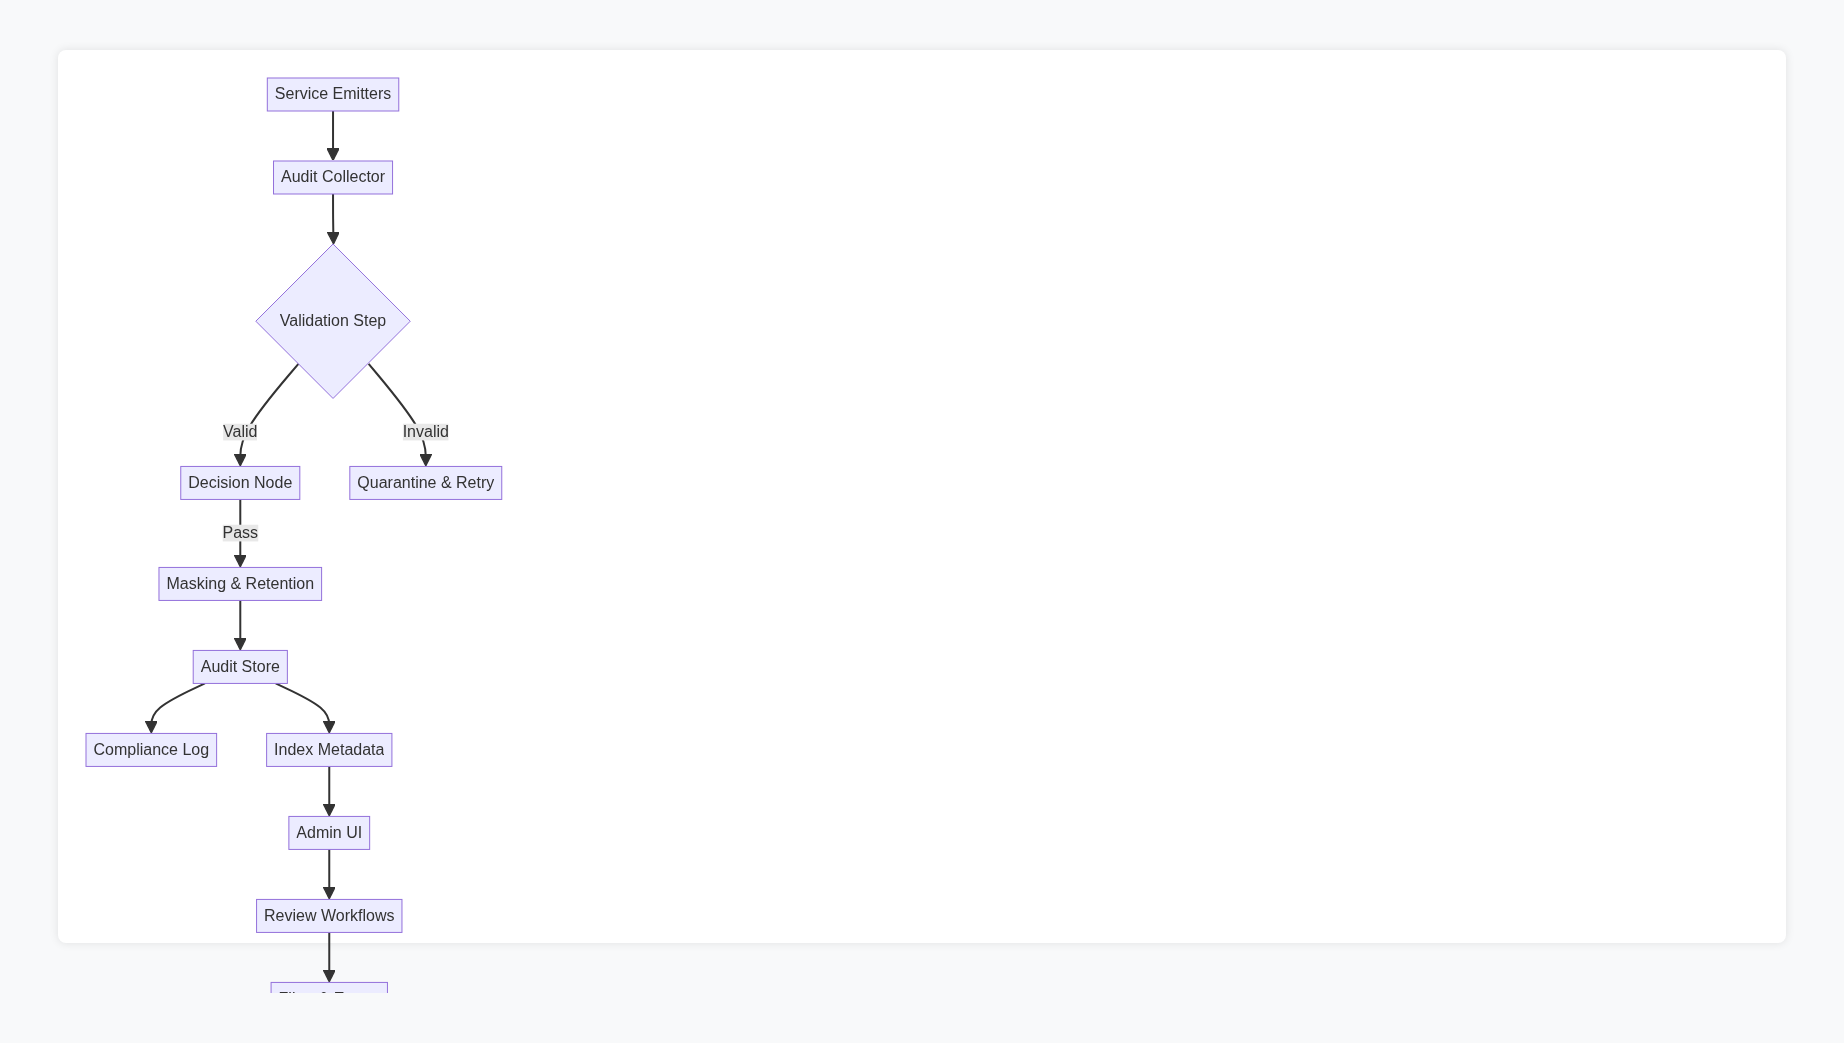 Service Emitters
Audit Collector
Validation Step
Valid
Invalid
Decision Node
Quarantine & Retry
Pass
Masking & Retention
Audit Store
Compliance Log
Index Metadata
Admin UI
Review Workflows